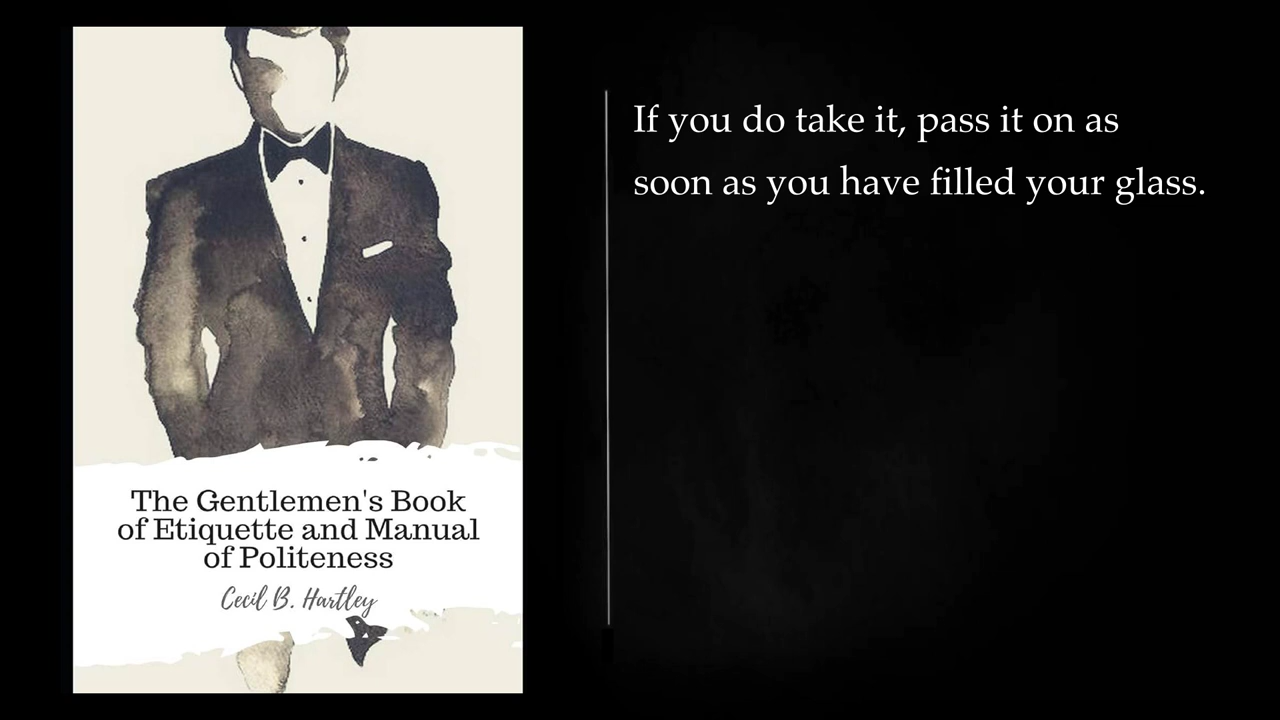 The Gentlemen's Book
of Etiquette and Manual
of Politeness
Cecil B. Hartley
If you do take it, pass it on as
soon as you have filled your glass.